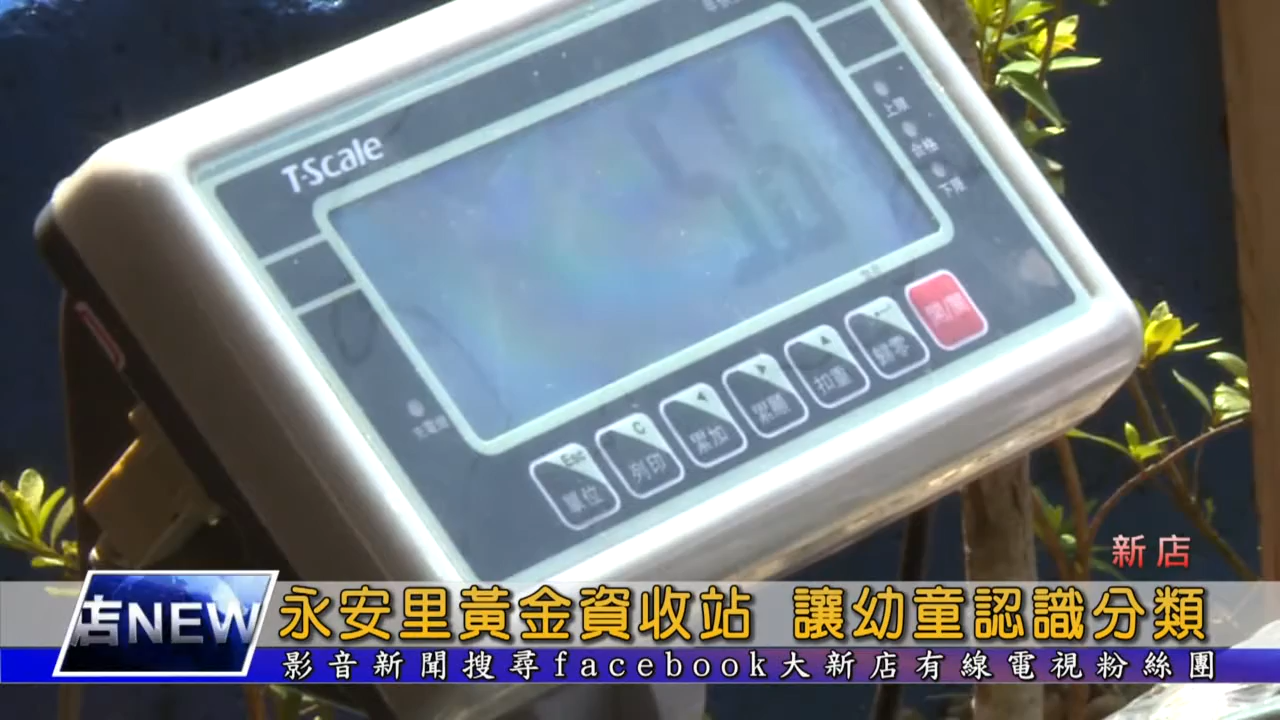 T-Scale
上限
合格
下限
Esc
單位
C
列印
累加
累顯
扣重
歸零
開/關
新店
店NEW
永安里黃金資收站 讓幼童認識分類
影音新聞搜尋facebook大新店有線電視粉絲團